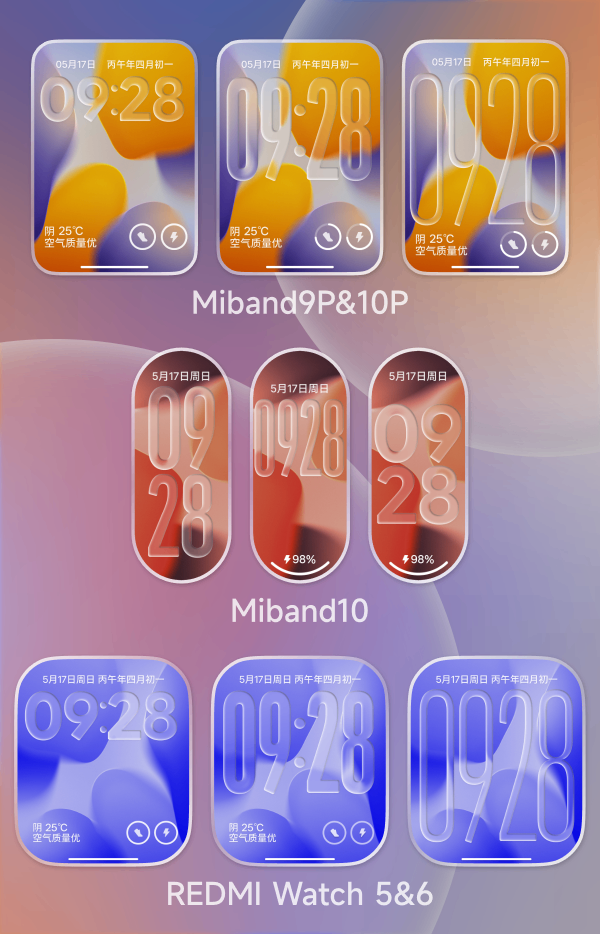 05月17日 丙午年四月初一
09:28
阴 25℃
空气质量优
05月17日 丙午年四月初一
09:28
阴 25℃
空气质量优
05月17日 丙午年四月初一
0928
阴 25℃
空气质量优
Miband9P&10P
5月17日周日
09
28
5月17日周日
0928
98%
5月17日周日
09
28
98%
Miband10
5月17日周日 丙午年四月初一
09:28
阴 25℃
空气质量优
5月17日周日 丙午年四月初一
09:28
阴 25℃
空气质量优
5月17日周日 丙午年四月初一
0928
REDMI Watch 5&6